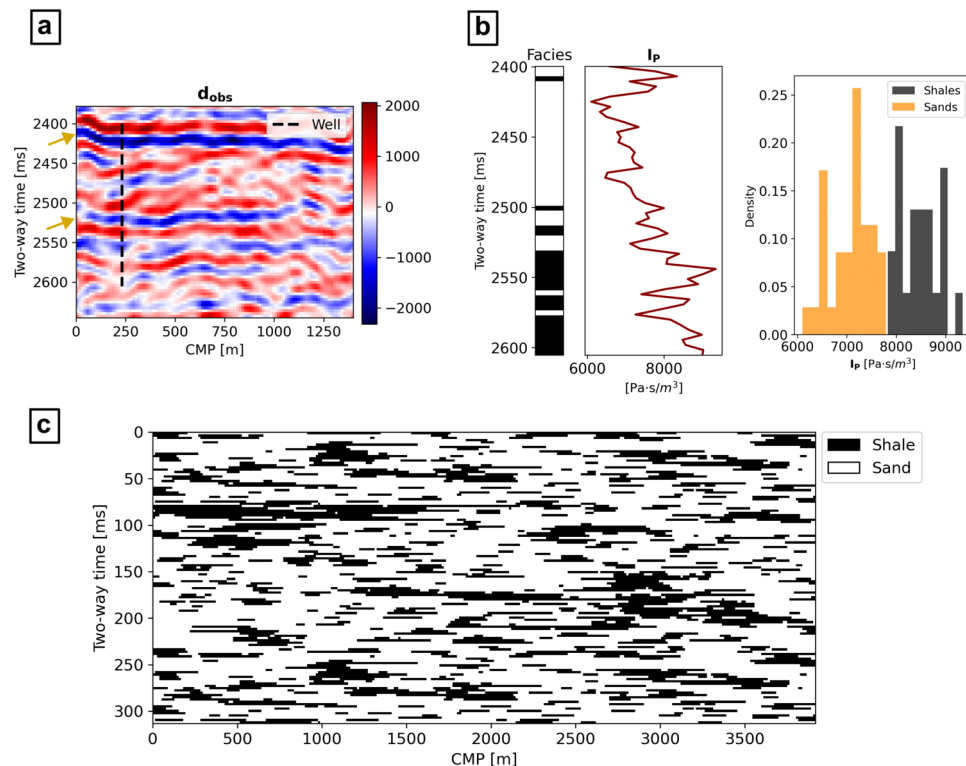 a
d_obs
Two-way time [ms]
2400
2450
2500
2550
2600
Well
0 250 500 750 1000 1250
CMP [m]
2000
1000
0
−1000
−2000
b
Facies
I_P
Two-way time [ms]
2400
2450
2500
2550
2600
6000 8000
[Pa·s/m³]
Density
0.25
0.20
0.15
0.10
0.05
0.00
Shales
Sands
6000 7000 8000 9000
I_P [Pa·s/m³]
c
Two-way time [ms]
0
50
100
150
200
250
300
0 500 1000 1500 2000 2500 3000 3500
CMP [m]
Shale
Sand